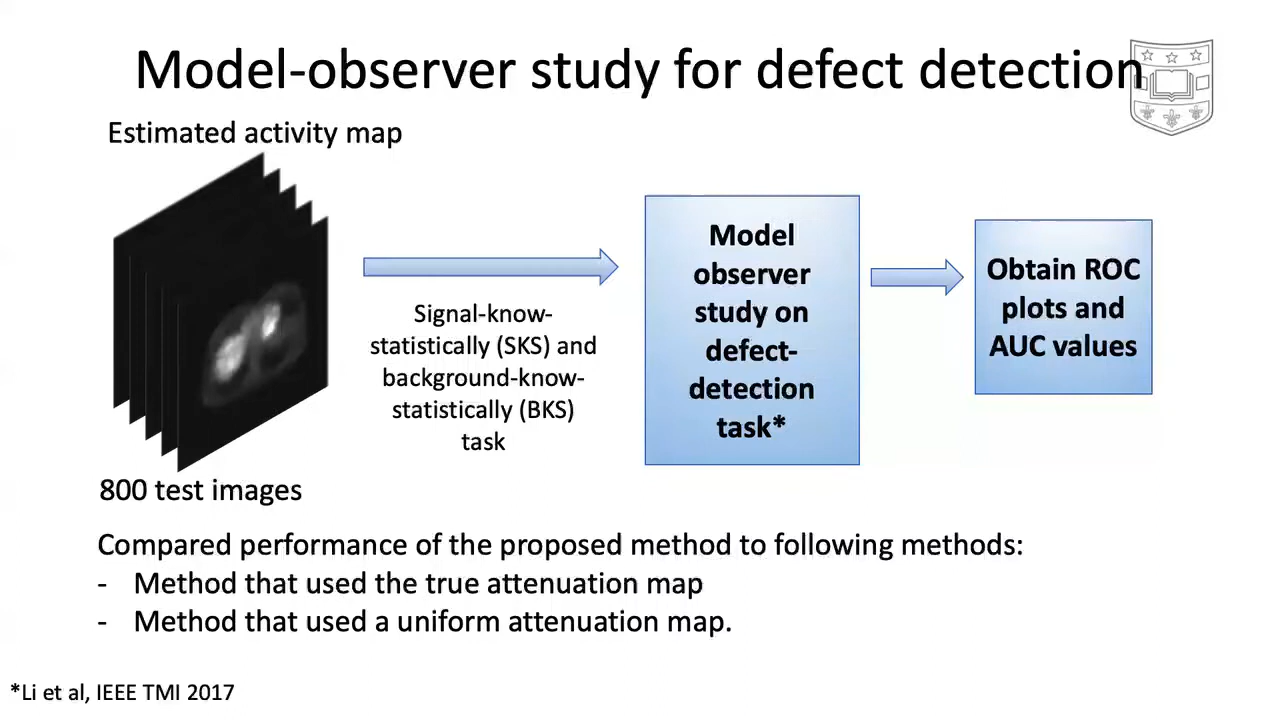 Model-observer study for defect detection
Estimated activity map
Signal-know-
statistically (SKS) and
background-know-
statistically (BKS)
task
Model
observer
study on
defect-
detection
task*
Obtain ROC
plots and
AUC values
800 test images
Compared performance of the proposed method to following methods:
- Method that used the true attenuation map
- Method that used a uniform attenuation map.
*Li et al, IEEE TMI 2017